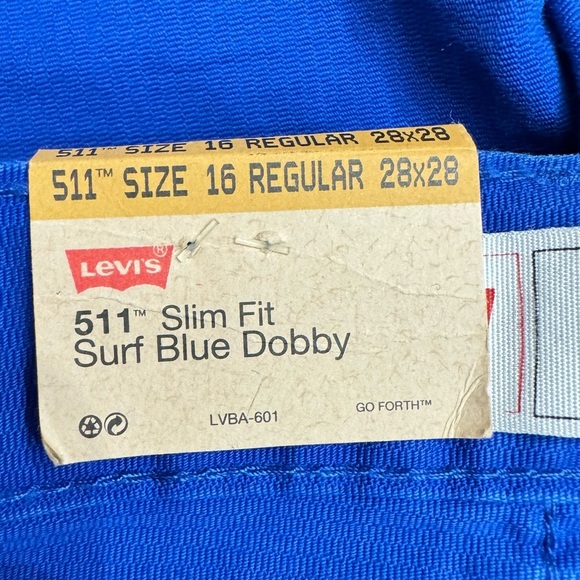 511™ SIZE 16 REGULAR 28x28
511™ SIZE 16 REGULAR 28x28
LEVI'S®
511™ Slim Fit
Surf Blue Dobby
LVBA-601
GO FORTH™